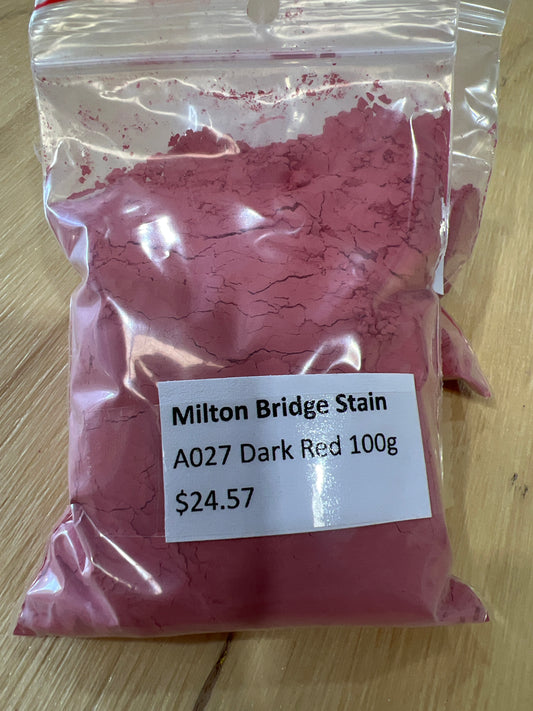 Milton Bridge Stain
A027 Dark Red 100g
$24.57